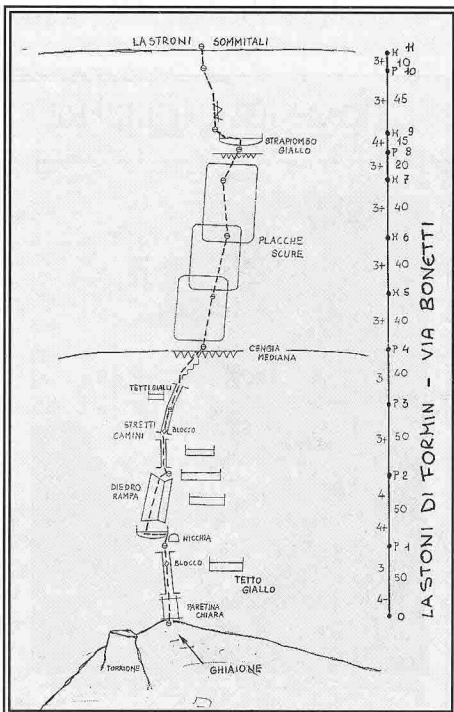 LASTRONI SOMMITALI
STRAPIOMBO
GIALLO
PLACCHE
SCURE
CENGIA
MEDIANA
TETTI GIALLI
STRETTI
CAMINI
BLOCCO
DIEDRO
RAMPA
NICCHIA
BLOCCO
TETTO
GIALLO
PARETINA
CHIARA
TORRIONE
GHIAIONE
H 11
3+ 10
P 10
3+ 45
H 9
4+ 15
P 8
3+ 20
H 7
3+ 40
H 6
3+ 40
H 5
3+ 40
P 4
3 40
P 3
3+ 50
P 2
4 50
4+
P 1
3 50
4-
0
LASTONI DI FORMIN - VIA BONETTI